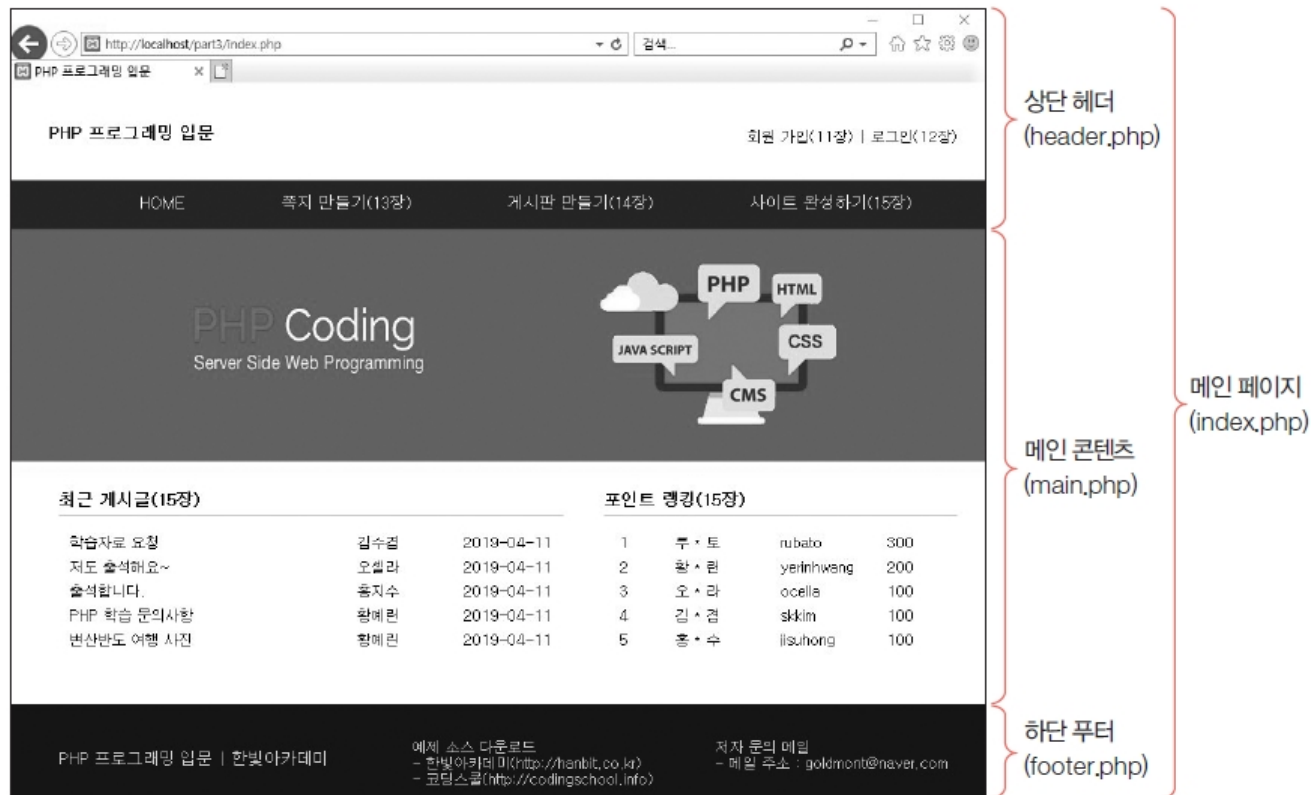 http://localhost/part3/index.php
검색...
PHP 프로그래밍 입문
PHP 프로그래밍 입문
회원 가입(11장) | 로그인(12장)
HOME 쪽지 만들기(13장) 게시판 만들기(14장) 사이트 완성하기(15장)
PHP Coding
Server Side Web Programming
PHP
HTML
JAVA SCRIPT
CSS
CMS
최근 게시글(15장)
학습자료 요청 김수겸 2019-04-11
저도 출석해요~ 오셀라 2019-04-11
출석합니다. 홍지수 2019-04-11
PHP 학습 문의사항 황예린 2019-04-11
변산반도 여행 사진 황예린 2019-04-11
포인트 랭킹(15장)
1 루*토 rubato 300
2 황*린 yerinhwang 200
3 오*라 ocella 100
4 김*겸 skkim 100
5 홍*수 jisuhong 100
PHP 프로그래밍 입문 | 한빛아카데미
예제 소스 다운로드
- 한빛아카데미(http://hanbit.co.kr)
- 코딩스쿨(http://codingschool.info)
저자 문의 메일
- 메일 주소 : goldmont@naver.com
상단 헤더
(header.php)
메인 콘텐츠
(main.php)
하단 푸터
(footer.php)
메인 페이지
(index.php)